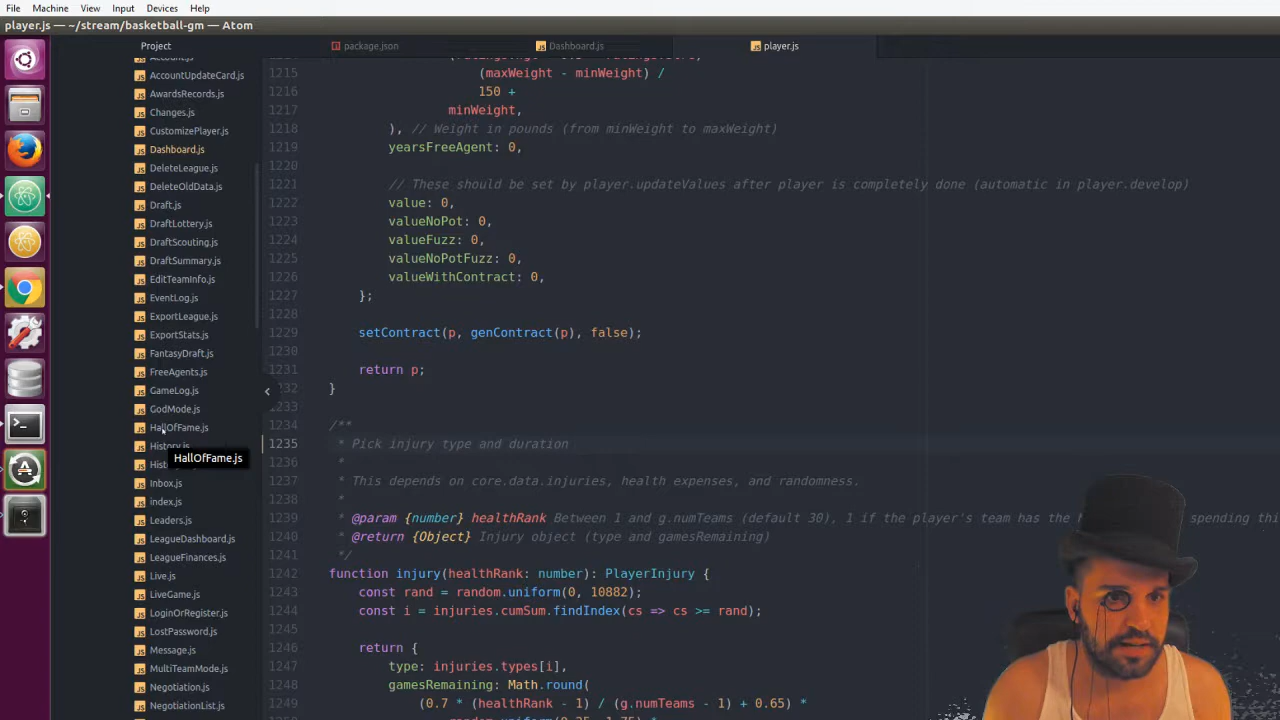 File Machine View Input Devices Help
player.js — ~/stream/basketball-gm — Atom
Project
package.json
Dashboard.js
player.js
AccountUpdateCard.js
AwardsRecords.js
Changes.js
CustomizePlayer.js
Dashboard.js
DeleteLeague.js
DeleteOldData.js
Draft.js
DraftLottery.js
DraftScouting.js
DraftSummary.js
EditTeamInfo.js
EventLog.js
ExportLeague.js
ExportStats.js
FantasyDraft.js
FreeAgents.js
GameLog.js
GodMode.js
HallOfFame.js
History.js
HallOfFame.js
Inbox.js
index.js
Leaders.js
LeagueDashboard.js
LeagueFinances.js
Live.js
LiveGame.js
LoginOrRegister.js
LostPassword.js
Message.js
MultiTeamMode.js
Negotiation.js
NegotiationList.js
1215 (maxWeight - minWeight) /
1216 150 +
1217 minWeight,
1218 ), // Weight in pounds (from minWeight to maxWeight)
1219 yearsFreeAgent: 0,
1220
1221 // These should be set by player.updateValues after player is completely done (automatic in player.develop)
1222 value: 0,
1223 valueNoPot: 0,
1224 valueFuzz: 0,
1225 valueNoPotFuzz: 0,
1226 valueWithContract: 0,
1227 };
1228
1229 setContract(p, genContract(p), false);
1230
1231 return p;
1232 }
1233
1234 /**
1235 * Pick injury type and duration
1236 *
1237 * This depends on core.data.injuries, health expenses, and randomness.
1238 *
1239 * @param {number} healthRank Between 1 and g.numTeams (default 30), 1 if the player's team has the spending
1240 * @return {Object} Injury object (type and gamesRemaining)
1241 */
1242 function injury(healthRank: number): PlayerInjury {
1243 const rand = random.uniform(0, 10882);
1244 const i = injuries.cumSum.findIndex(cs => cs >= rand);
1245
1246 return {
1247 type: injuries.types[i],
1248 gamesRemaining: Math.round(
1249 (0.7 * (healthRank - 1) / (g.numTeams - 1) + 0.65) *